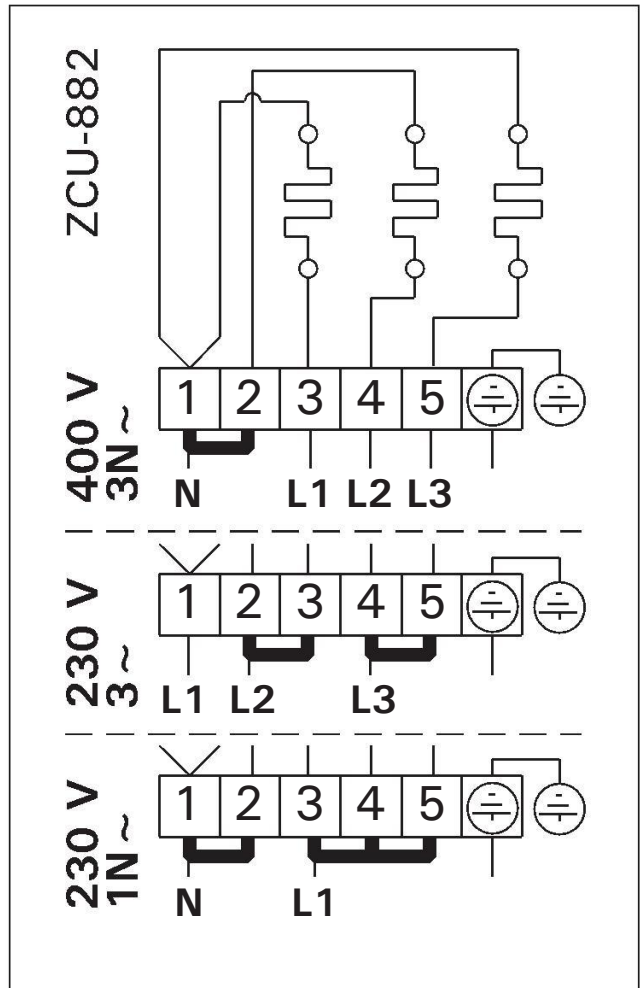 ZCU-882
400 V
3N ~
1 2 3 4 5
N L1 L2 L3
230 V
3 ~
1 2 3 4 5
L1 L2 L3
230 V
1N ~
1 2 3 4 5
N L1